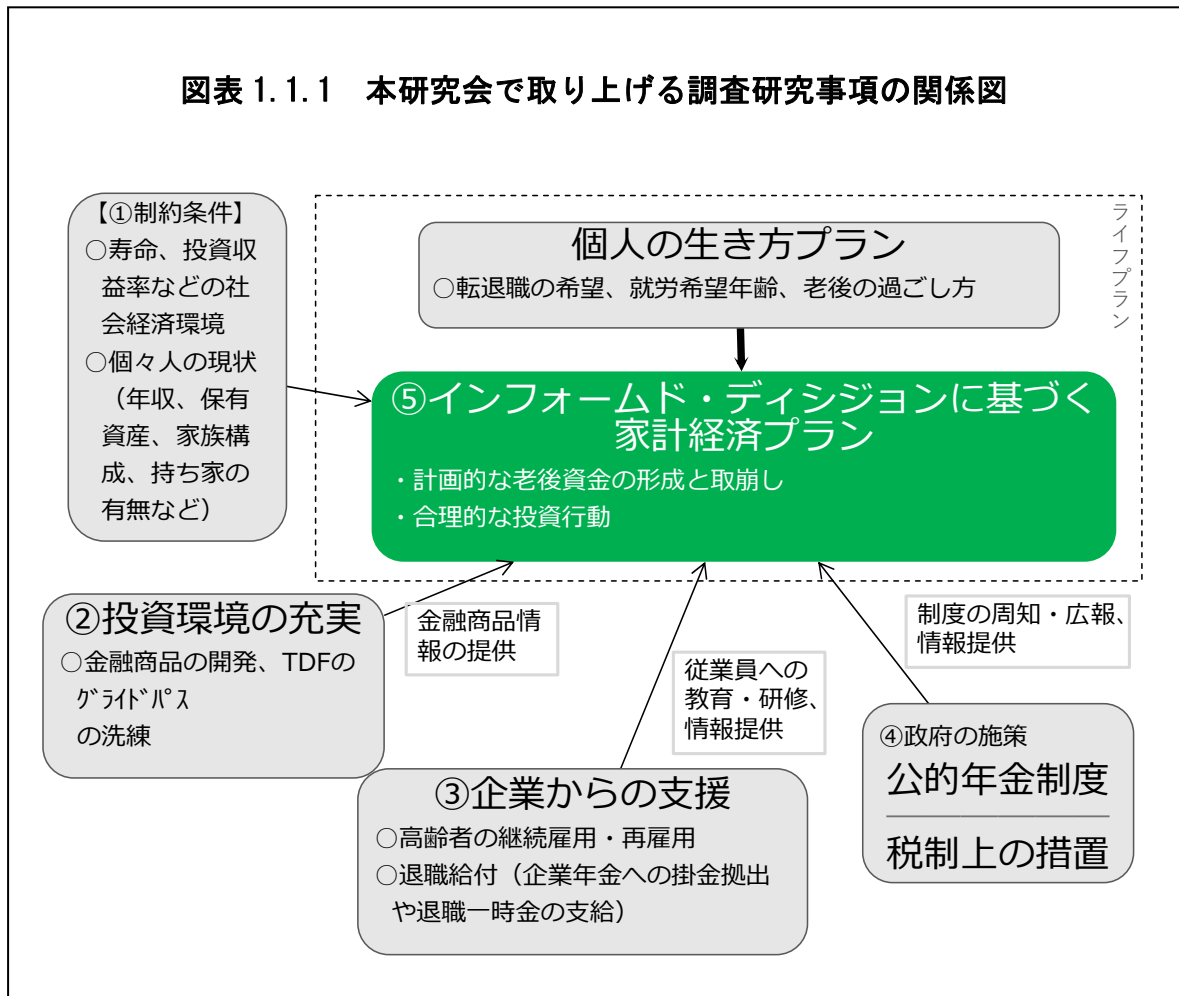 図表 1.1.1 本研究会で取り上げる調査研究事項の関係図
【①制約条件】
○寿命、投資収
益率などの社
会経済環境
○個々人の現状
（年収、保有
資産、家族構
成、持ち家の
有無など）
ライフプラン
個人の生き方プラン
○転退職の希望、就労希望年齢、老後の過ごし方
⑤インフォームド・ディシジョンに基づく
家計経済プラン
・計画的な老後資金の形成と取崩し
・合理的な投資行動
②投資環境の充実
○金融商品の開発、TDFの
ｸﾞﾗｲﾄﾞﾊﾟｽ
の洗練
金融商品情
報の提供
従業員への
教育・研修、
情報提供
制度の周知・広報、
情報提供
③企業からの支援
○高齢者の継続雇用・再雇用
○退職給付（企業年金への掛金拠出
や退職一時金の支給）
④政府の施策
公的年金制度
税制上の措置